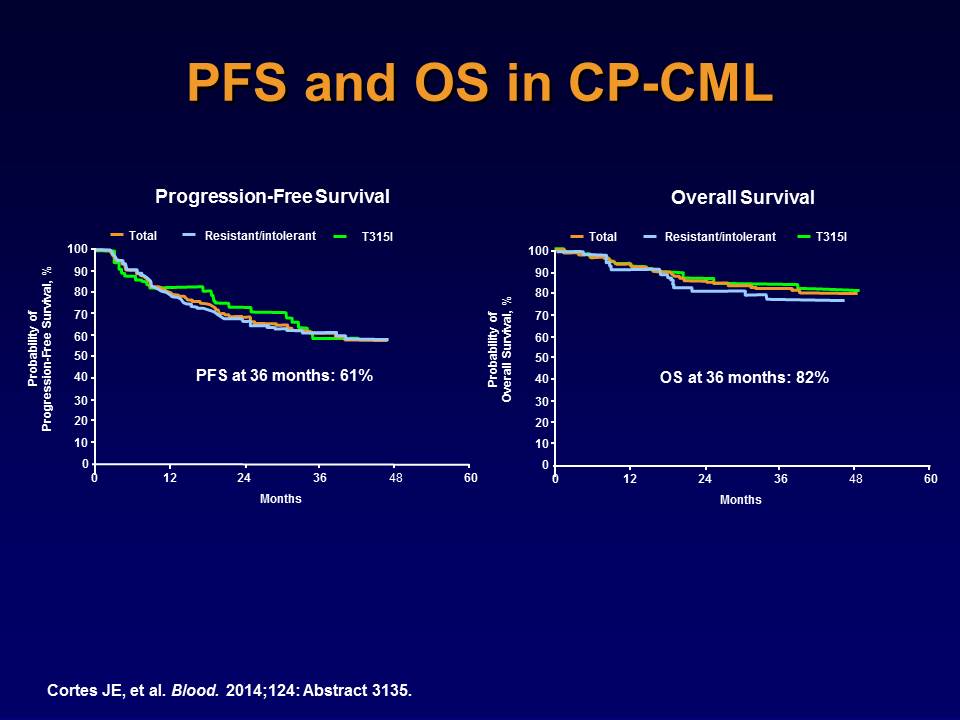 PFS and OS in CP-CML
Progression-Free Survival
Total Resistant/intolerant T315I
Probability of
Progression-Free Survival, %
100
90
80
70
60
50
40
30
20
10
0
PFS at 36 months: 61%
0 12 24 36 48 60
Months
Overall Survival
Total Resistant/intolerant T315I
Probability of
Overall Survival, %
100
90
80
70
60
50
40
30
20
10
0
OS at 36 months: 82%
0 12 24 36 48 60
Months
Cortes JE, et al. Blood. 2014;124: Abstract 3135.